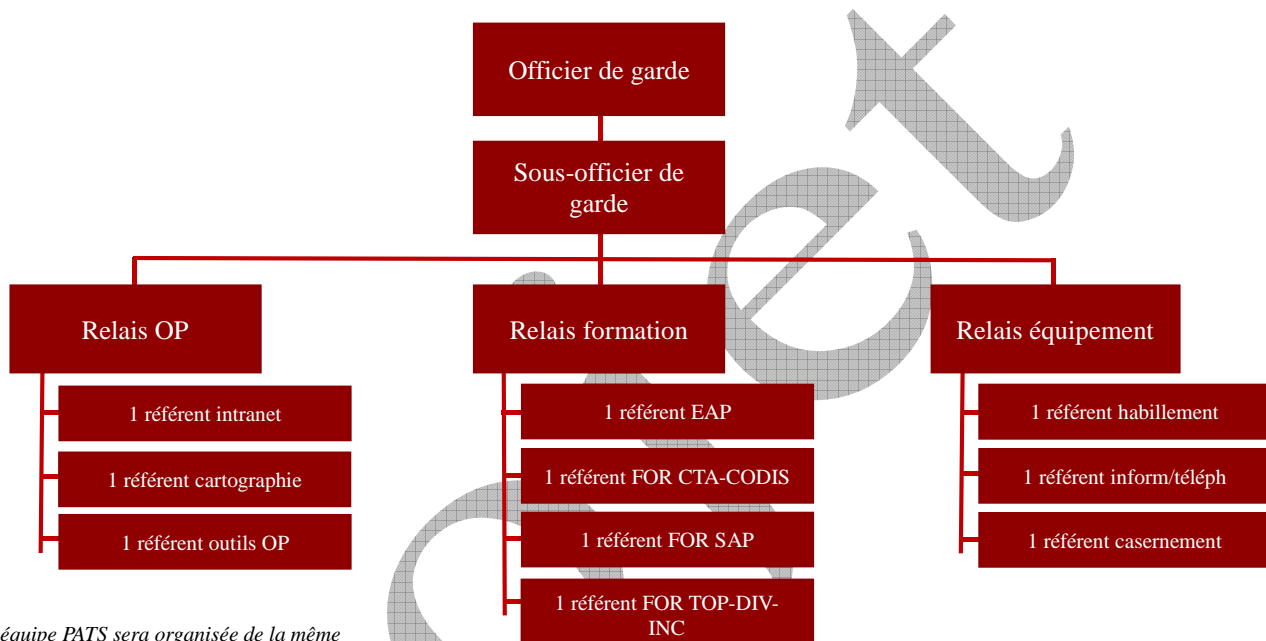 Officier de garde
Sous-officier de
garde
Relais OP
1 référent intranet
1 référent cartographie
1 référent outils OP
Relais formation
1 référent EAP
1 référent FOR CTA-CODIS
1 référent FOR SAP
1 référent FOR TOP-DIV-
INC
Relais équipement
1 référent habillement
1 référent inform/téléph
1 référent casernement
équipe PATS sera organisée de la même